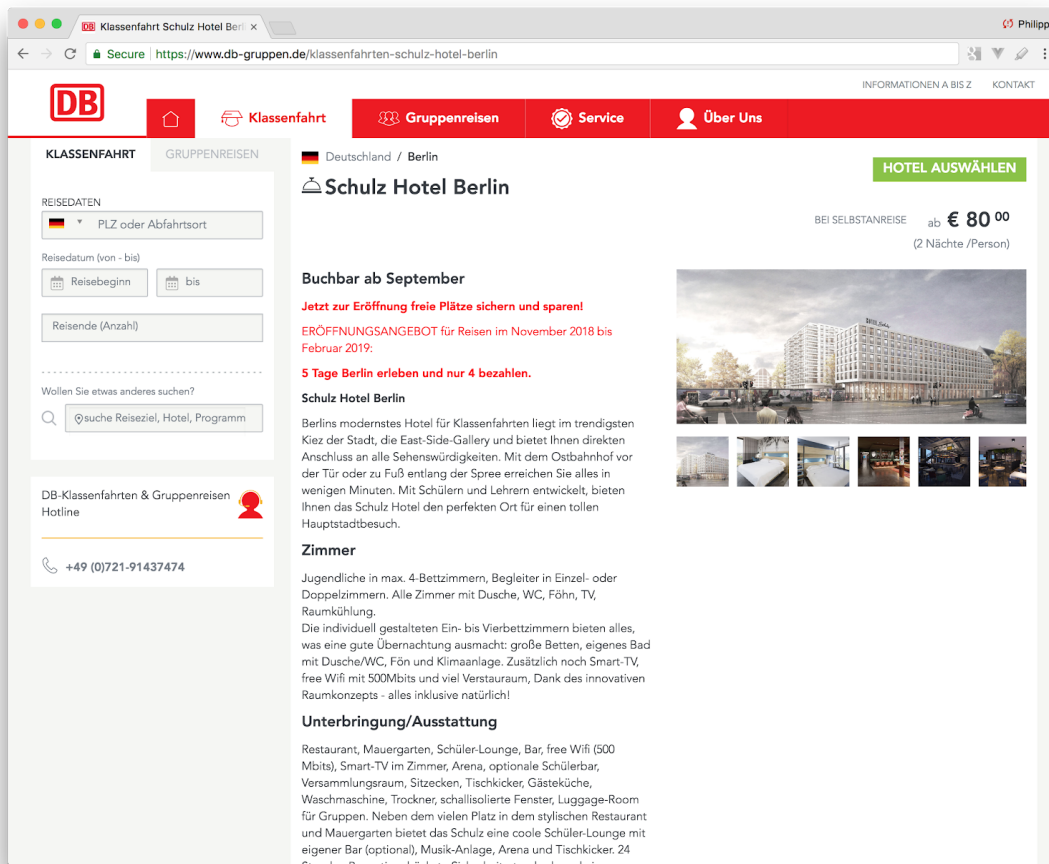 DB Klassenfahrt Schulz Hotel Berl ×
Philipp
Secure | https://www.db-gruppen.de/klassenfahrten-schulz-hotel-berlin
INFORMATIONEN A BIS Z KONTAKT
DB
Klassenfahrt Gruppenreisen Service Über Uns
KLASSENFAHRT GRUPPENREISEN
REISEDATEN
PLZ oder Abfahrtsort
Reisedatum (von - bis)
Reisebeginn bis
Reisende (Anzahl)
Wollen Sie etwas anderes suchen?
suche Reiseziel, Hotel, Programm
DB-Klassenfahrten & Gruppenreisen
Hotline
+49 (0)721-91437474
Deutschland / Berlin
Schulz Hotel Berlin
HOTEL AUSWÄHLEN
BEI SELBSTANREISE ab € 80 00
(2 Nächte /Person)
Buchbar ab September
Jetzt zur Eröffnung freie Plätze sichern und sparen!
ERÖFFNUNGSANGEBOT für Reisen im November 2018 bis
Februar 2019:
5 Tage Berlin erleben und nur 4 bezahlen.
Schulz Hotel Berlin
Berlins modernstes Hotel für Klassenfahrten liegt im trendigsten
Kiez der Stadt, die East-Side-Gallery und bietet Ihnen direkten
Anschluss an alle Sehenswürdigkeiten. Mit dem Ostbahnhof vor
der Tür oder zu Fuß entlang der Spree erreichen Sie alles in
wenigen Minuten. Mit Schülern und Lehrern entwickelt, bieten
Ihnen das Schulz Hotel den perfekten Ort für einen tollen
Hauptstadtbesuch.
Zimmer
Jugendliche in max. 4-Bettzimmern, Begleiter in Einzel- oder
Doppelzimmern. Alle Zimmer mit Dusche, WC, Föhn, TV,
Raumkühlung.
Die individuell gestalteten Ein- bis Vierbettzimmern bieten alles,
was eine gute Übernachtung ausmacht: große Betten, eigenes Bad
mit Dusche/WC, Fön und Klimaanlage. Zusätzlich noch Smart-TV,
free Wifi mit 500Mbits und viel Verstauraum, Dank des innovativen
Raumkonzepts - alles inklusive natürlich!
Unterbringung/Ausstattung
Restaurant, Mauergarten, Schüler-Lounge, Bar, free Wifi (500
Mbits), Smart-TV im Zimmer, Arena, optionale Schülerbar,
Versammlungsraum, Sitzecken, Tischkicker, Gästeküche,
Waschmaschine, Trockner, schallisolierte Fenster, Luggage-Room
für Gruppen. Neben dem vielen Platz in dem stylischen Restaurant
und Mauergarten bietet das Schulz eine coole Schüler-Lounge mit
eigener Bar (optional), Musik-Anlage, Arena und Tischkicker. 24